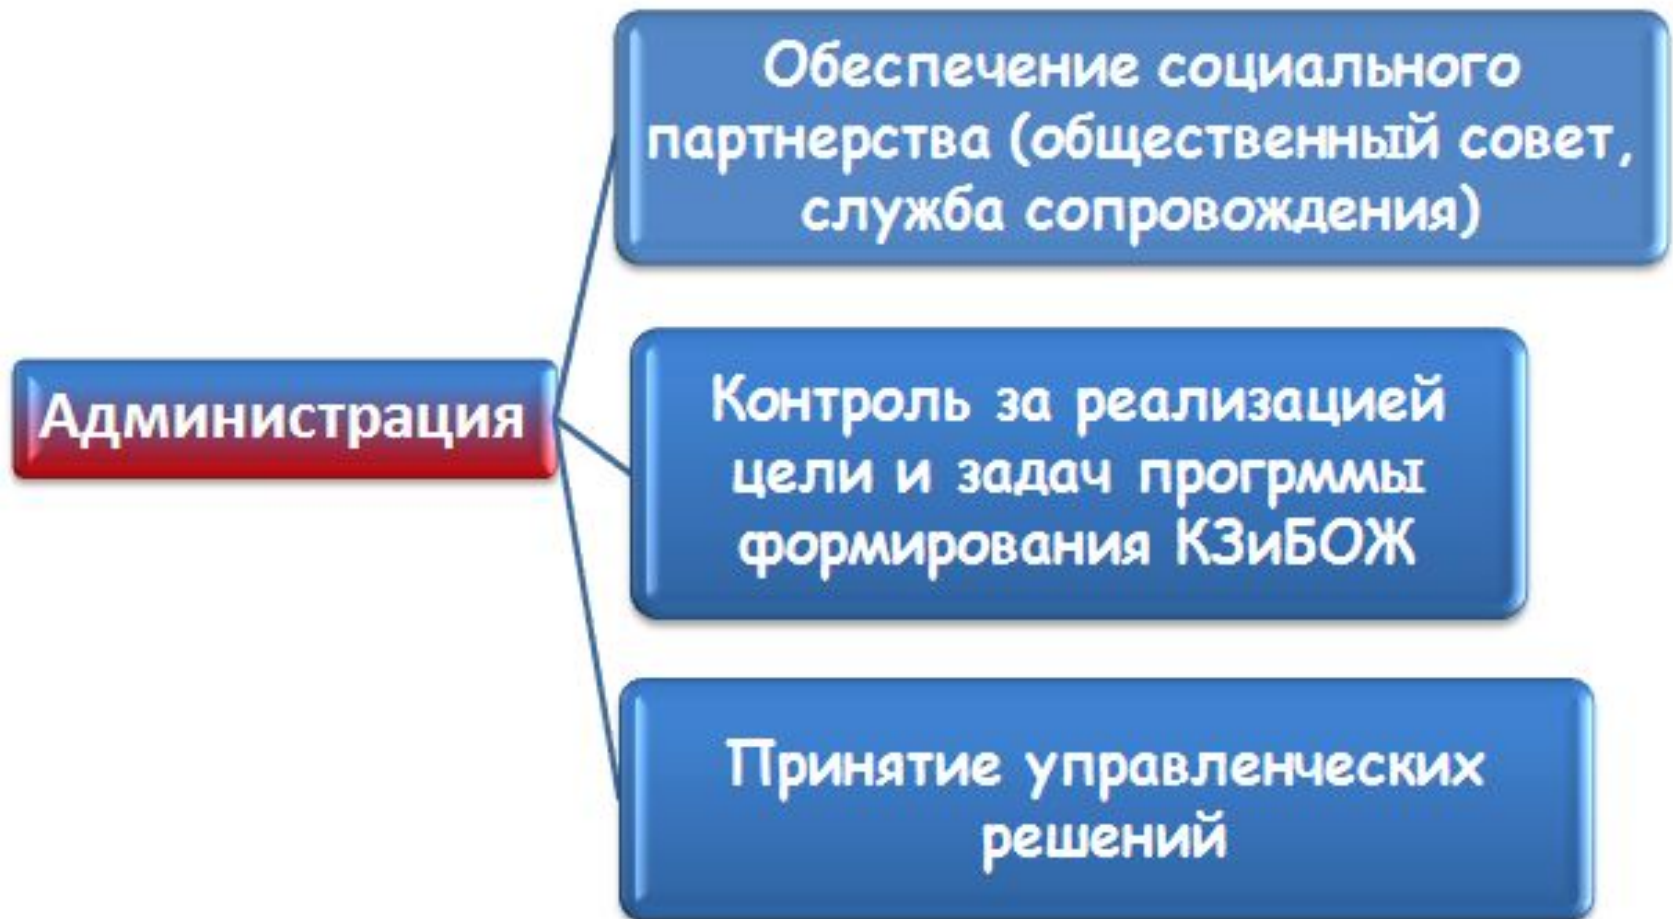 Администрация
Обеспечение социального
партнерства (общественный совет,
служба сопровождения)
Контроль за реализацией
цели и задач прогрммы
формирования КЗиБОЖ
Принятие управленческих
решений